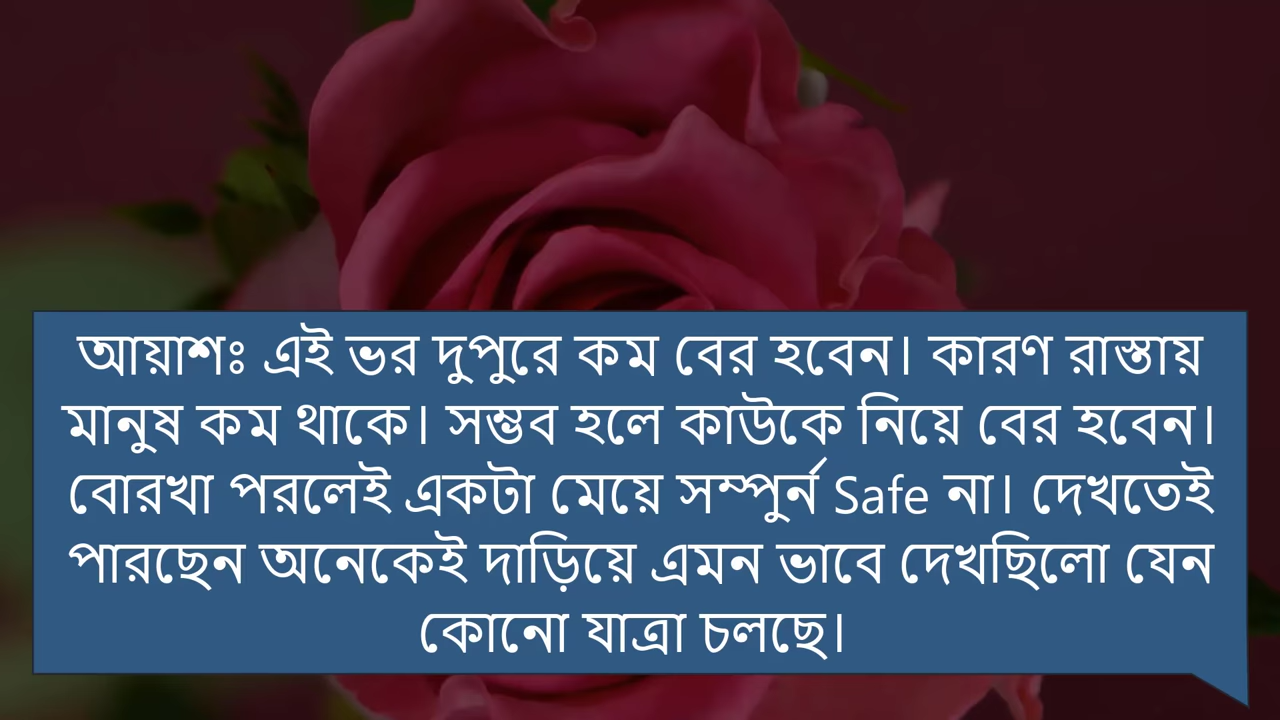 আয়াশঃ এই ভর দুপুরে কম বের হবেন। কারণ রাস্তায়
মানুষ কম থাকে। সম্ভব হলে কাউকে নিয়ে বের হবেন।
বোরখা পরলেই একটা মেয়ে সম্পুর্ন Safe না। দেখতেই
পারছেন অনেকেই দাড়িয়ে এমন ভাবে দেখছিলো যেন
কোনো যাত্রা চলছে।